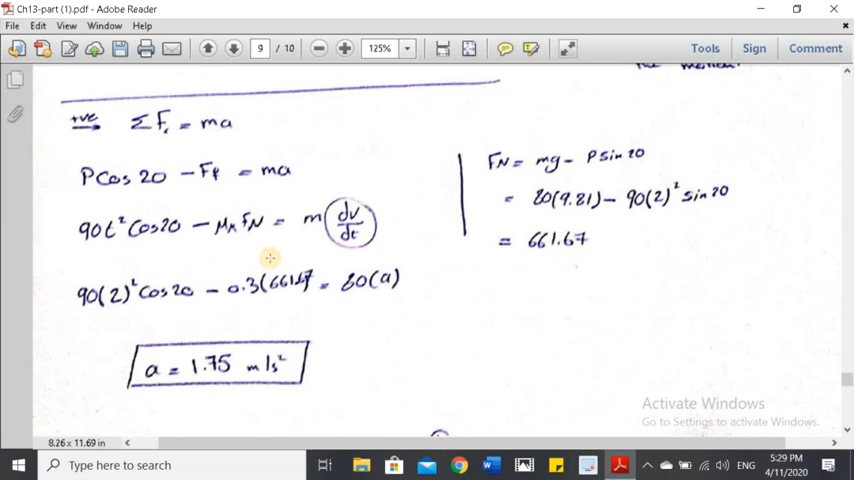 Ch13-part (1).pdf - Adobe Reader
File Edit View Window Help
9 / 10 125% Tools Sign Comment
the motion.
+ve ΣFx = ma
PCos 20 - Ff = ma
90t² Cos20 - μk FN = m dv/dt
90(2)² Cos 20 - 0.3(661.67 = 80(a)
a = 1.75 m/s²
FN = mg - P sin 20
= 80(9.81) - 90(2)² sin 20
= 661.67
Activate Windows
Go to Settings to activate Windows.
8.26 x 11.69 in
Type here to search
ENG
5:29 PM
4/11/2020